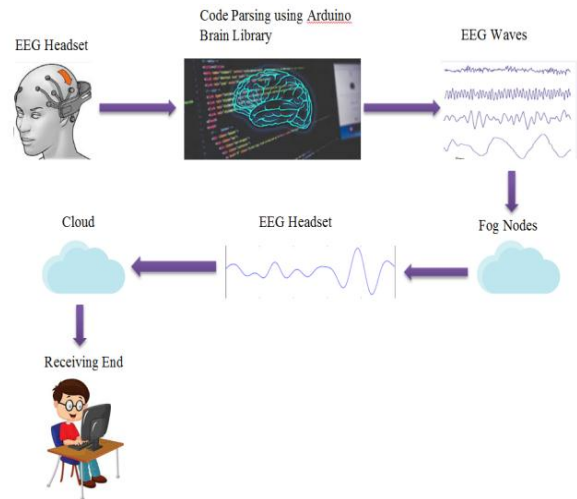 EEG Headset
Code Parsing using Arduino
Brain Library
EEG Waves
Fog Nodes
EEG Headset
Cloud
Receiving End